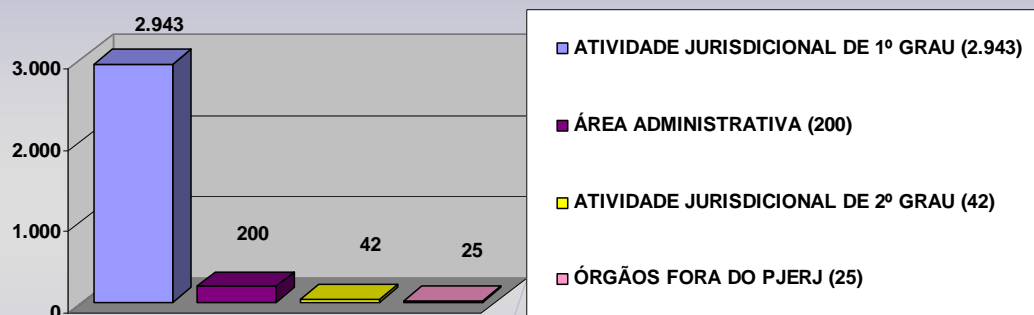 2.943
3.000
2.000
1.000
0
200
42
25
ATIVIDADE JURISDICIONAL DE 1º GRAU (2.943)
ÁREA ADMINISTRATIVA (200)
ATIVIDADE JURISDICIONAL DE 2º GRAU (42)
ÓRGÃOS FORA DO PJERJ (25)